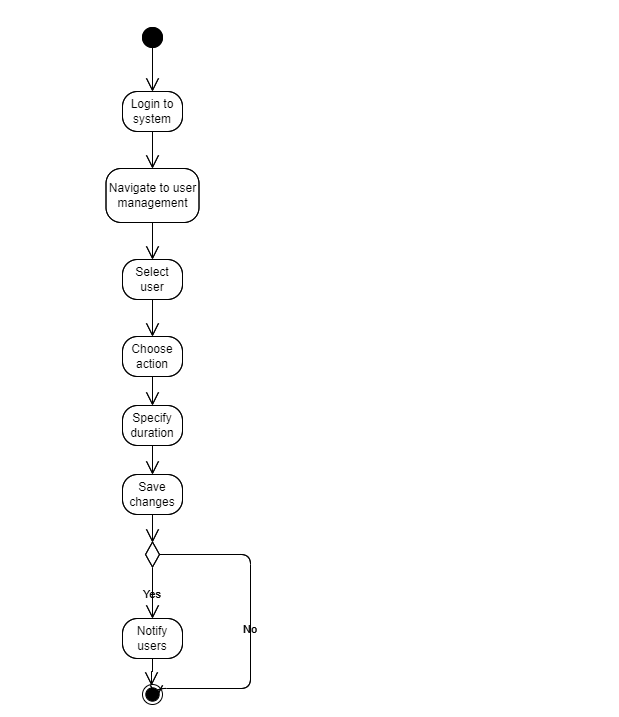 Login to
system
Navigate to user
management
Select
user
Choose
action
Specify
duration
Save
changes
Yes
No
Notify
users